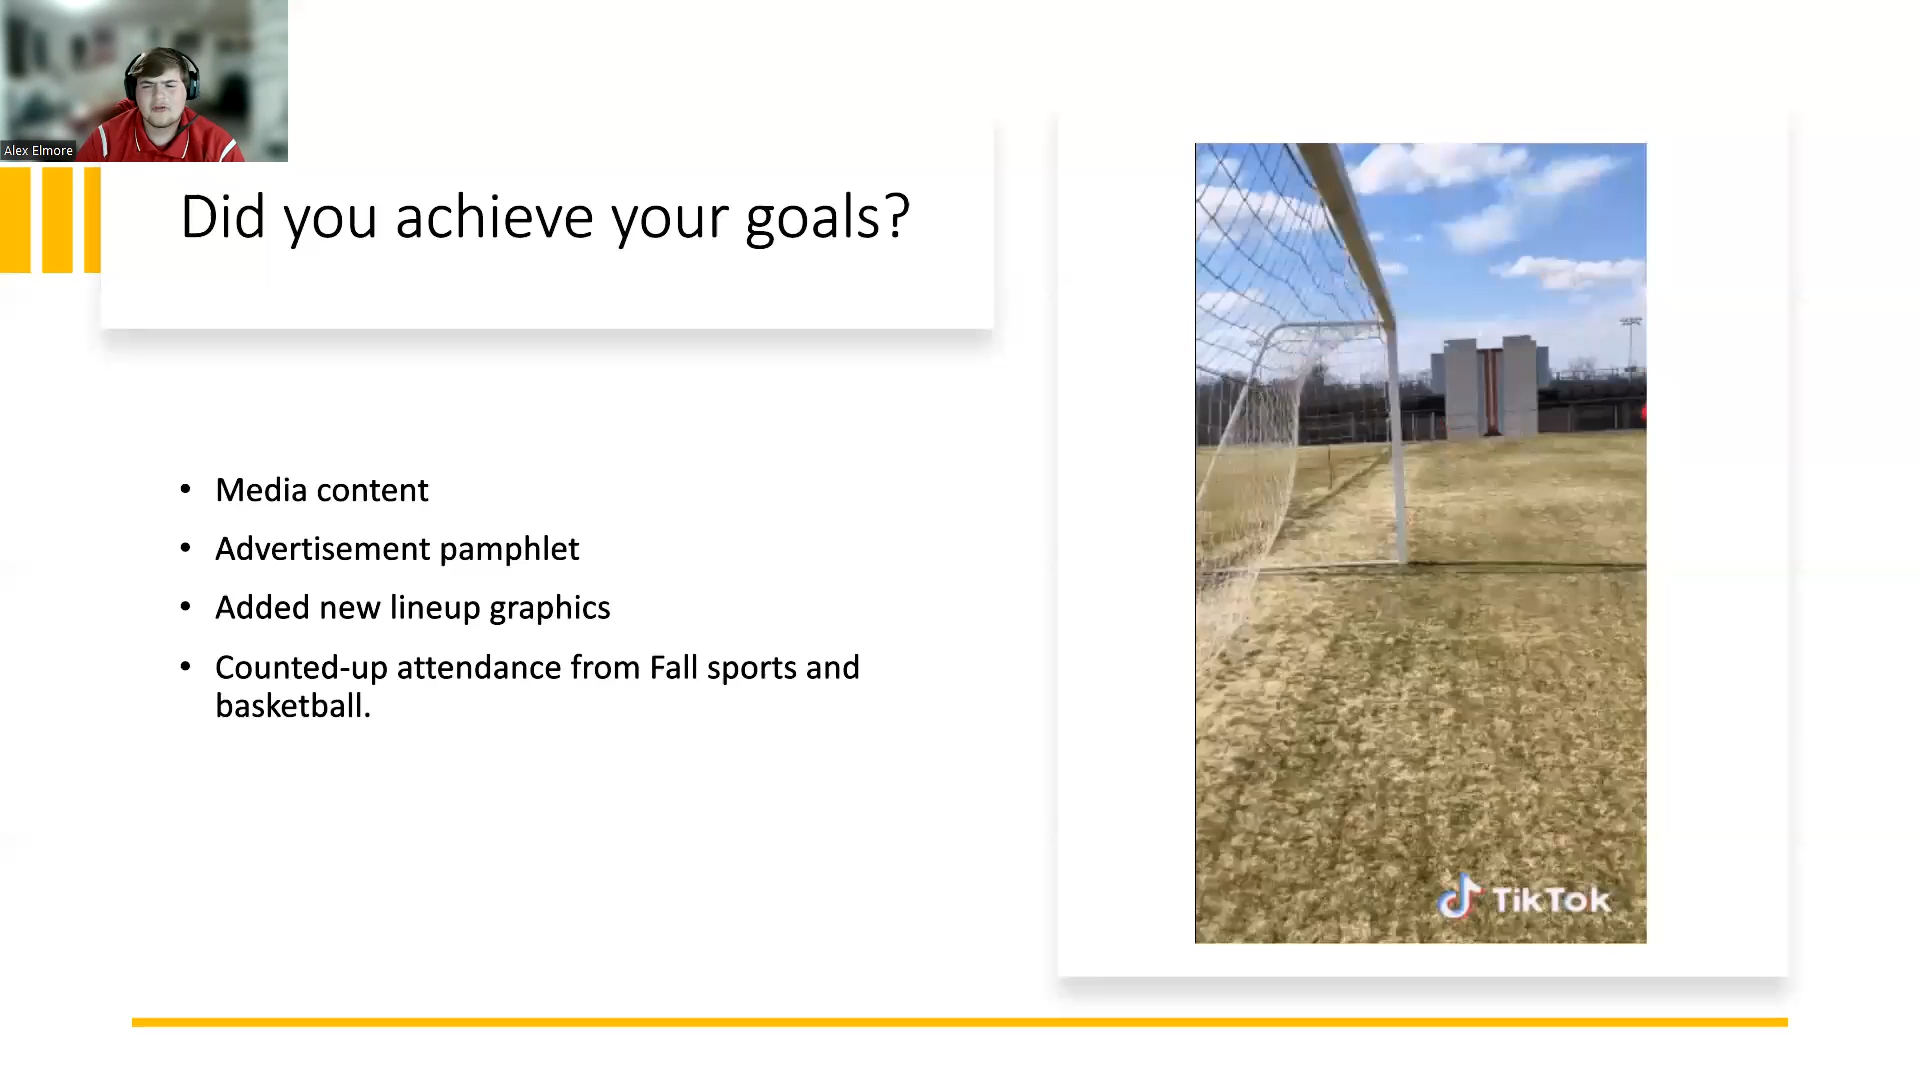 Alex Elmore
Did you achieve your goals?
• Media content
• Advertisement pamphlet
• Added new lineup graphics
• Counted-up attendance from Fall sports and
basketball.
TikTok